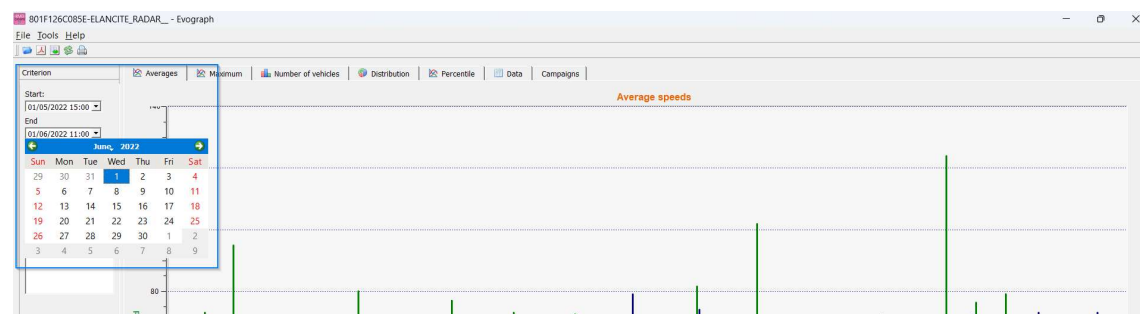 801F126C085E-ELANCITE_RADAR__ - Evograph
File Tools Help
Criterion
Averages Maximum Number of vehicles Distribution Percentile Data Campaigns
Start:
01/05/2022 15:00
End
01/06/2022 11:00
Average speeds
140
June, 2022
Sun Mon Tue Wed Thu Fri Sat
29 30 31 1 2 3 4
5 6 7 8 9 10 11
12 13 14 15 16 17 18
19 20 21 22 23 24 25
26 27 28 29 30 1 2
3 4 5 6 7 8 9
80